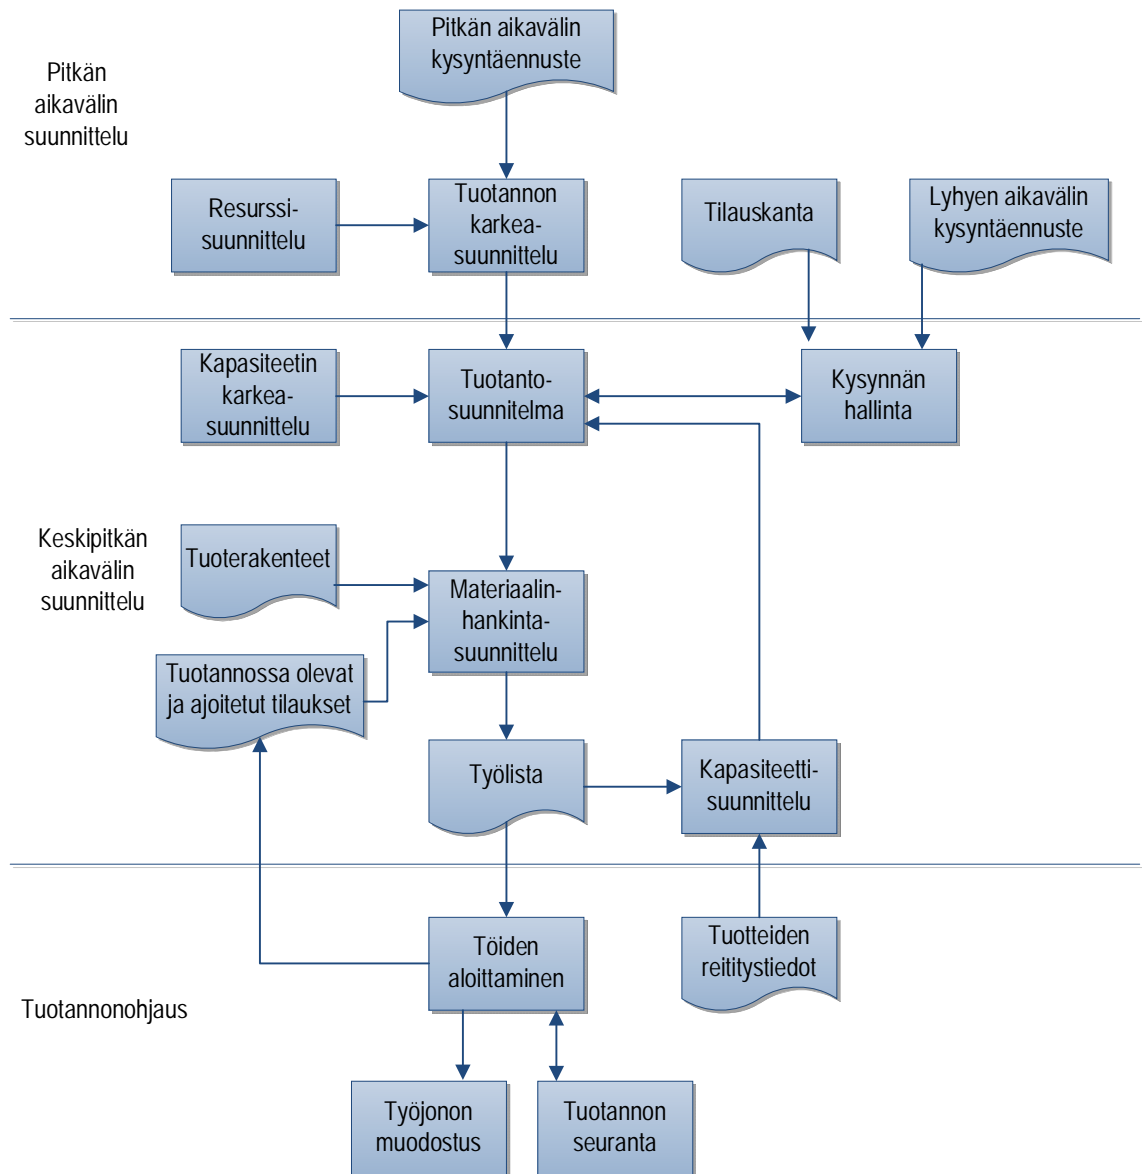 Pitkän aikavälin
kysyntäennuste
Pitkän
aikavälin
suunnittelu
Resurssi-
suunnittelu
Tuotannon
karkea-
suunnittelu
Tilauskanta
Lyhyen aikavälin
kysyntäennuste
Kapasiteetin
karkea-
suunnittelu
Tuotanto-
suunnitelma
Kysynnän
hallinta
Keskipitkän
aikavälin
suunnittelu
Tuoterakenteet
Materiaalin-
hankinta-
suunnittelu
Tuotannossa olevat
ja ajoitetut tilaukset
Työlista
Kapasiteetti-
suunnittelu
Tuotannonohjaus
Töiden
aloittaminen
Tuotteiden
reititystiedot
Työjonon
muodostus
Tuotannon
seuranta